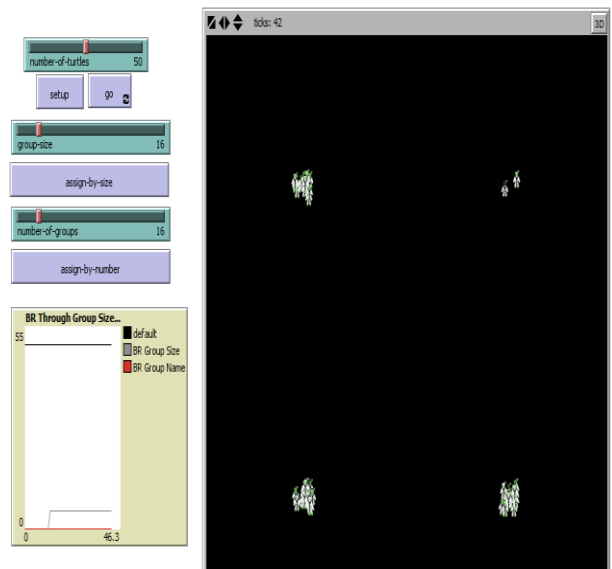 ticks: 42
3D
number-of-turtles 50
setup
go
group-size 16
assign-by-size
number-of-groups 16
assign-by-number
BR Through Group Size...
55
default
BR Group Size
BR Group Name
0
0 46.3